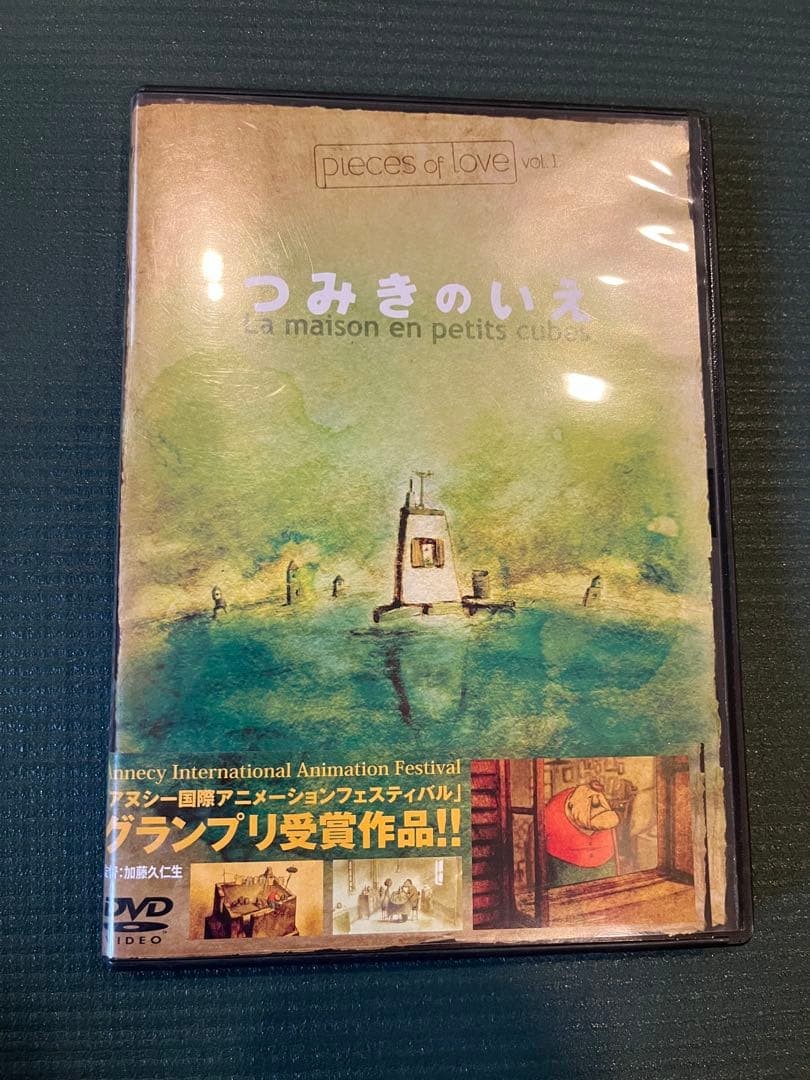 pieces of love vol.1
つみきのいえ
La maison en petits cubes
Annecy International Animation Festival
アヌシー国際アニメーションフェスティバル」
グランプリ受賞作品!!
監督:加藤久仁生
DVD
VIDEO